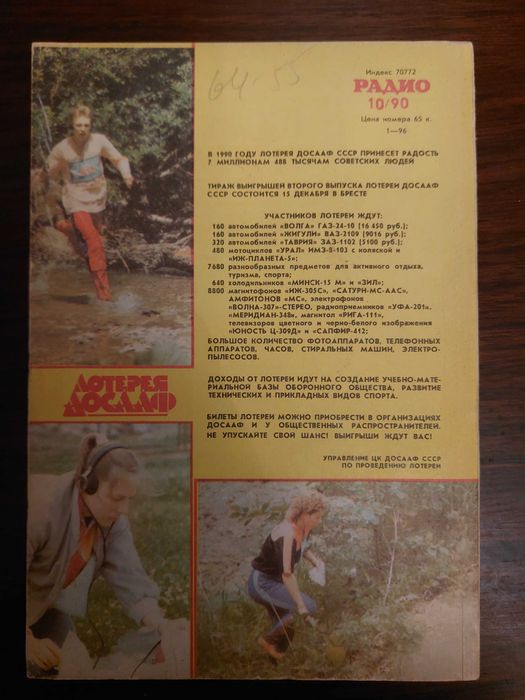 64-55
Индекс 70772
РАДИО
10/90
Цена номера 65 к.
1—96
В 1990 ГОДУ ЛОТЕРЕЯ ДОСААФ СССР ПРИНЕСЕТ РАДОСТЬ
7 МИЛЛИОНАМ 488 ТЫСЯЧАМ СОВЕТСКИХ ЛЮДЕЙ
ТИРАЖ ВЫИГРЫШЕЙ ВТОРОГО ВЫПУСКА ЛОТЕРЕИ ДОСААФ
СССР СОСТОИТСЯ 15 ДЕКАБРЯ В БРЕСТЕ
УЧАСТНИКОВ ЛОТЕРЕИ ЖДУТ:
160 автомобилей «ВОЛГА» ГАЗ-24-10 (16 450 руб.);
160 автомобилей «ЖИГУЛИ» ВАЗ-2109 (9016 руб.);
320 автомобилей «ТАВРИЯ» ЗАЗ-1102 (5100 руб.);
480 мотоциклов «УРАЛ» ИМЗ-8-103 с коляской и
«ИЖ-ПЛАНЕТА-5»;
7680 разнообразных предметов для активного отдыха,
туризма, спорта;
640 холодильников «МИНСК-15 М» и «ЗИЛ»;
8800 магнитофонов «ИЖ-305С», «САТУРН-МС-ААС»,
АМФИТОНОВ «МС», электрофонов
«ВОЛНА-307»-СТЕРЕО, радиоприемников «УФА-201»,
«МЕРИДИАН-348», магнитол «РИГА-111»,
телевизоров цветного и черно-белого изображения
«ЮНОСТЬ Ц-309Д» и «САПФИР-412;
БОЛЬШОЕ КОЛИЧЕСТВО ФОТОАППАРАТОВ, ТЕЛЕФОННЫХ
АППАРАТОВ, ЧАСОВ, СТИРАЛЬНЫХ МАШИН, ЭЛЕКТРО-
ПЫЛЕСОСОВ.
ЛОТЕРЕЯ
ДОСААФ
ДОХОДЫ ОТ ЛОТЕРЕИ ИДУТ НА СОЗДАНИЕ УЧЕБНО-МАТЕ-
РИАЛЬНОЙ БАЗЫ ОБОРОННОГО ОБЩЕСТВА, РАЗВИТИЕ
ТЕХНИЧЕСКИХ И ПРИКЛАДНЫХ ВИДОВ СПОРТА.
БИЛЕТЫ ЛОТЕРЕИ МОЖНО ПРИОБРЕСТИ В ОРГАНИЗАЦИЯХ
ДОСААФ И У ОБЩЕСТВЕННЫХ РАСПРОСТРАНИТЕЛЕЙ.
НЕ УПУСКАЙТЕ СВОЙ ШАНС! ВЫИГРЫШИ ЖДУТ ВАС!
УПРАВЛЕНИЕ ЦК ДОСААФ СССР
ПО ПРОВЕДЕНИЮ ЛОТЕРЕИ